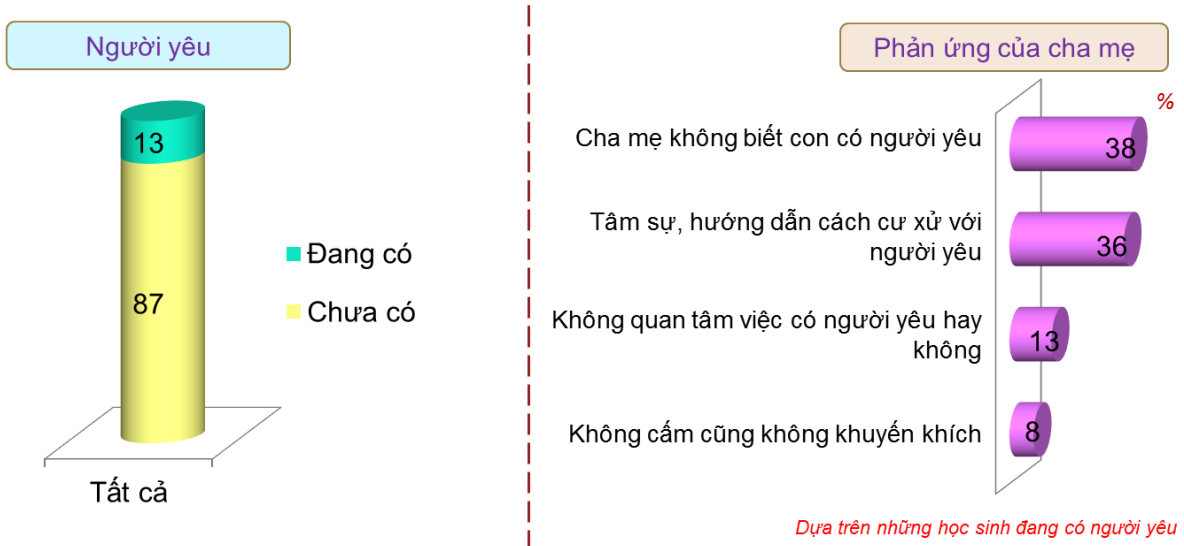 Người yêu
13
87
Đang có
Chưa có
Tất cả
Phản ứng của cha mẹ
%
Cha mẹ không biết con có người yêu
38
Tâm sự, hướng dẫn cách cư xử với
người yêu
36
Không quan tâm việc có người yêu hay
không
13
Không cấm cũng không khuyến khích
8
Dựa trên những học sinh đang có người yêu